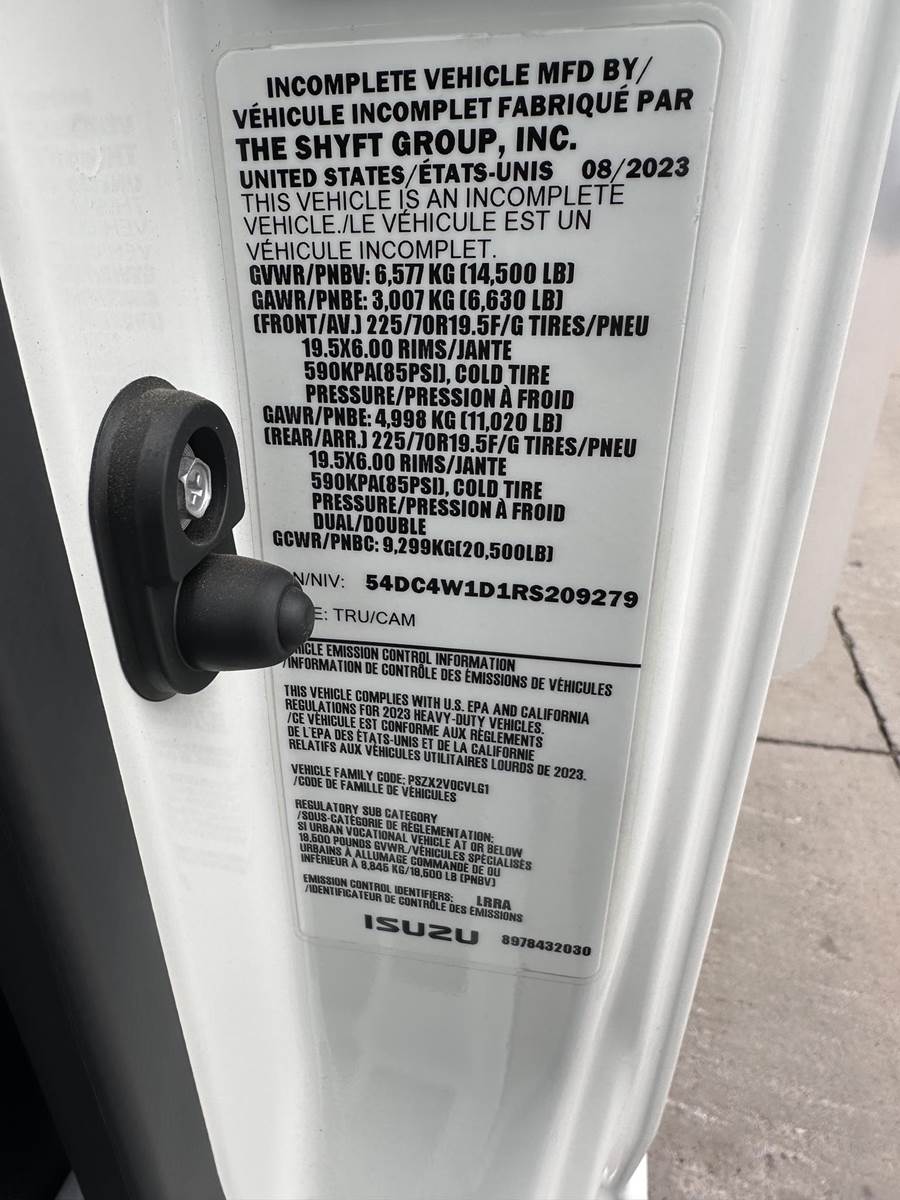 INCOMPLETE VEHICLE MFD BY/
VÉHICULE INCOMPLET FABRIQUÉ PAR
THE SHYFT GROUP, INC.
UNITED STATES/ÉTATS-UNIS 08/2023
THIS VEHICLE IS AN INCOMPLETE
VEHICLE./LE VÉHICULE EST UN
VÉHICULE INCOMPLET.
GVWR/PNBV: 6,577 KG (14,500 LB)
GAWR/PNBE: 3,007 KG (6,630 LB)
(FRONT/AV.) 225/70R19.5F/G TIRES/PNEU
19.5X6.00 RIMS/JANTE
590KPA(85PSI), COLD TIRE
PRESSURE/PRESSION À FROID
GAWR/PNBE: 4,998 KG (11,020 LB)
(REAR/ARR.) 225/70R19.5F/G TIRES/PNEU
19.5X6.00 RIMS/JANTE
590KPA(85PSI), COLD TIRE
PRESSURE/PRESSION À FROID
DUAL/DOUBLE
GCWR/PNBC: 9,299KG(20,500LB)
N/NIV: 54DC4W1D1RS209279
E: TRU/CAM
ICLE EMISSION CONTROL INFORMATION
/INFORMATION DE CONTRÔLE DES ÉMISSIONS DE VÉHICULES
THIS VEHICLE COMPLIES WITH U.S. EPA AND CALIFORNIA
REGULATIONS FOR 2023 HEAVY-DUTY VEHICLES.
/CE VÉHICULE EST CONFORME AUX RÈGLEMENTS
DE L'EPA DES ÉTATS-UNIS ET DE LA CALIFORNIE
RELATIFS AUX VÉHICULES UTILITAIRES LOURDS DE 2023.
VEHICLE FAMILY CODE: PSZX2VOCVLG1
/CODE DE FAMILLE DE VÉHICULES
REGULATORY SUB CATEGORY
/SOUS-CATÉGORIE DE RÉGLEMENTATION:
SI URBAN VOCATIONAL VEHICLE AT OR BELOW
19,500 POUNDS GVWR./VÉHICULES SPÉCIALISÉS
URBAINS À ALLUMAGE COMMANDÉ DE OU
INFÉRIEUR À 8,845 KG/19,500 LB (PNBV)
EMISSION CONTROL IDENTIFIERS: LRRA
/IDENTIFICATEUR DE CONTRÔLE DES ÉMISSIONS
ISUZU 8978432030